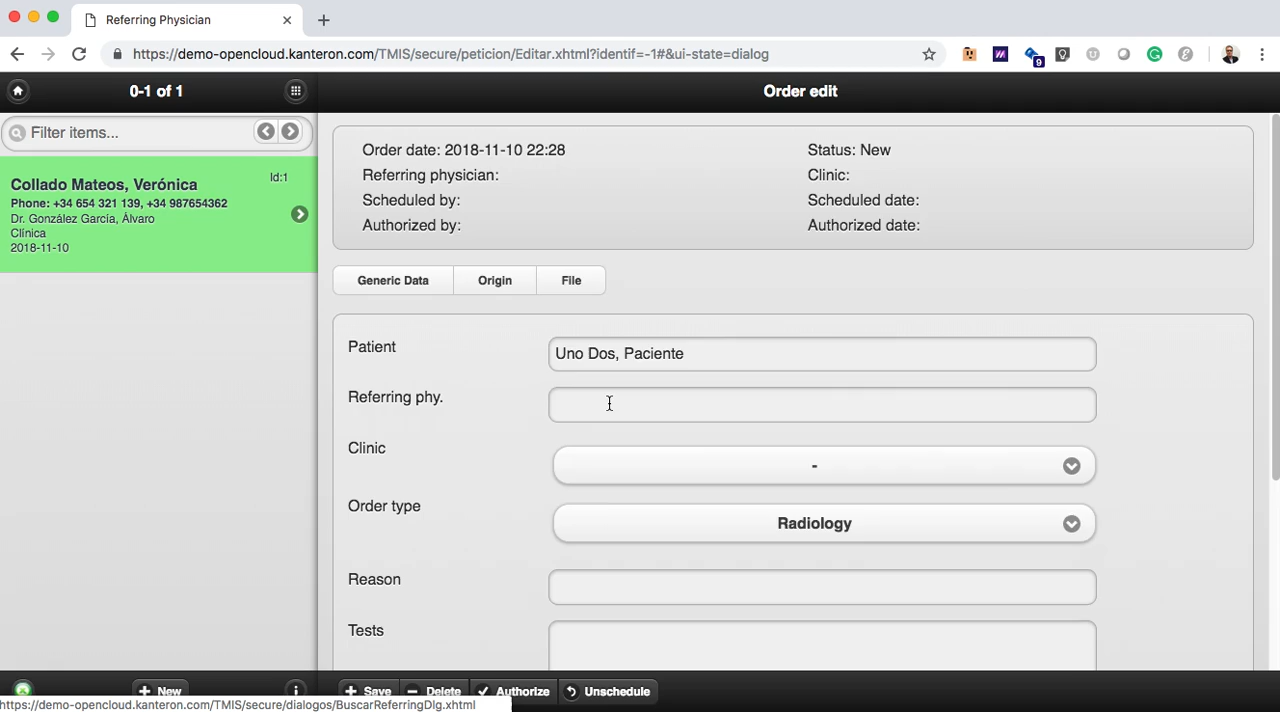 Referring Physician
https://demo-opencloud.kanteron.com/TMIS/secure/peticion/Editar.xhtml?identif=-1#&ui-state=dialog
9
0-1 of 1
Order edit
Filter items...
Collado Mateos, Verónica
Id:1
Phone: +34 654 321 139, +34 987654362
Dr. González García, Álvaro
Clínica
2018-11-10
Order date: 2018-11-10 22:28
Status: New
Referring physician:
Clinic:
Scheduled by:
Scheduled date:
Authorized by:
Authorized date:
Generic Data
Origin
File
Patient
Uno Dos, Paciente
Referring phy.
Clinic
-
Order type
Radiology
Reason
Tests
New
Save
Delete
Authorize
Unschedule
https://demo-opencloud.kanteron.com/TMIS/secure/dialogos/BuscarReferringDlg.xhtml